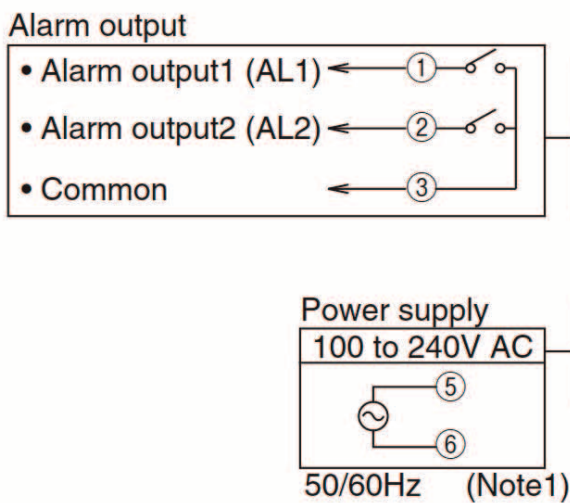 Alarm output
• Alarm output1 (AL1) ①
• Alarm output2 (AL2) ②
• Common ③
Power supply
100 to 240V AC
⑤
⑥
50/60Hz (Note1)